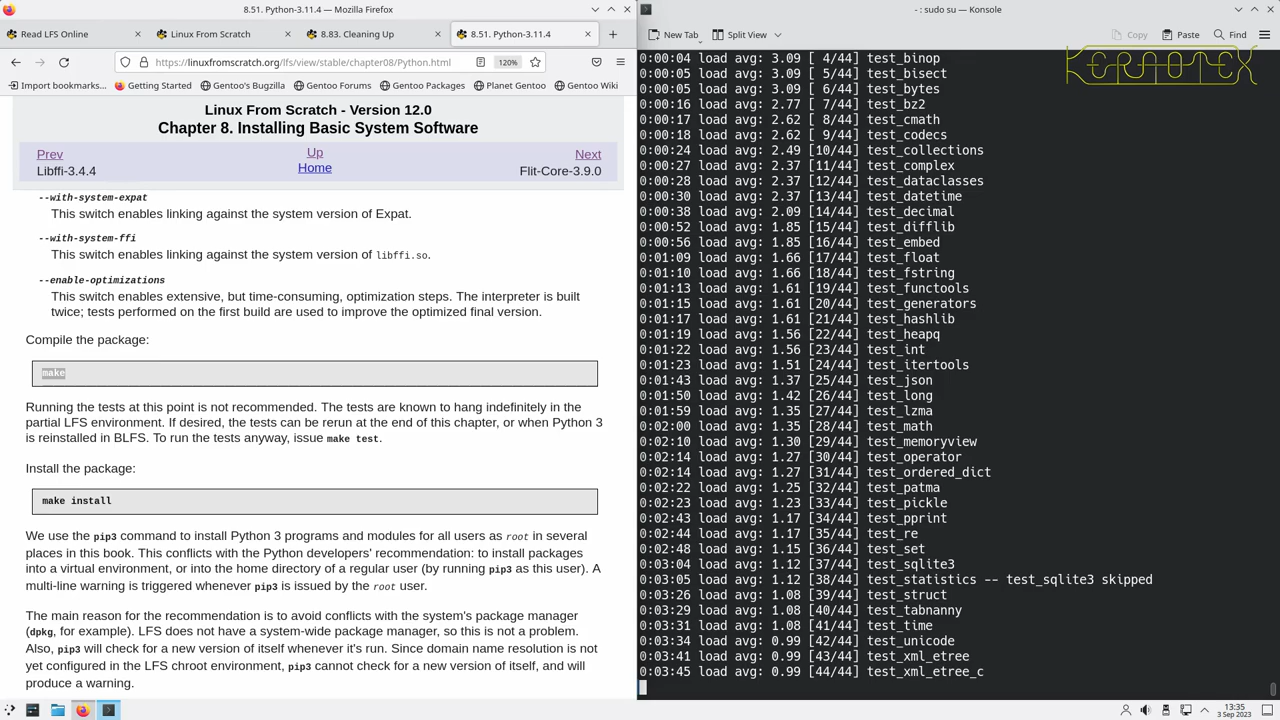 8.51. Python-3.11.4 — Mozilla Firefox
Read LFS Online
Linux From Scratch
8.83. Cleaning Up
8.51. Python-3.11.4
https://linuxfromscratch.org/lfs/view/stable/chapter08/Python.html
120%
Import bookmarks...
Getting Started
Gentoo's Bugzilla
Gentoo Forums
Gentoo Packages
Planet Gentoo
Gentoo Wiki
Linux From Scratch - Version 12.0
Chapter 8. Installing Basic System Software
Prev
Up
Next
Libffi-3.4.4
Home
Flit-Core-3.9.0
--with-system-expat
This switch enables linking against the system version of Expat.
--with-system-ffi
This switch enables linking against the system version of libffi.so.
--enable-optimizations
This switch enables extensive, but time-consuming, optimization steps. The interpreter is built
twice; tests performed on the first build are used to improve the optimized final version.
Compile the package:
make
Running the tests at this point is not recommended. The tests are known to hang indefinitely in the
partial LFS environment. If desired, the tests can be rerun at the end of this chapter, or when Python 3
is reinstalled in BLFS. To run the tests anyway, issue make test.
Install the package:
make install
We use the pip3 command to install Python 3 programs and modules for all users as root in several
places in this book. This conflicts with the Python developers' recommendation: to install packages
into a virtual environment, or into the home directory of a regular user (by running pip3 as this user). A
multi-line warning is triggered whenever pip3 is issued by the root user.
The main reason for the recommendation is to avoid conflicts with the system's package manager
(dpkg, for example). LFS does not have a system-wide package manager, so this is not a problem.
Also, pip3 will check for a new version of itself whenever it's run. Since domain name resolution is not
yet configured in the LFS chroot environment, pip3 cannot check for a new version of itself, and will
produce a warning.
- : sudo su — Konsole
New Tab
Split View
Copy
Paste
Find
KERNOTEX
0:00:04 load avg: 3.09 [ 4/44] test_binop
0:00:05 load avg: 3.09 [ 5/44] test_bisect
0:00:05 load avg: 3.09 [ 6/44] test_bytes
0:00:16 load avg: 2.77 [ 7/44] test_bz2
0:00:17 load avg: 2.62 [ 8/44] test_cmath
0:00:18 load avg: 2.62 [ 9/44] test_codecs
0:00:24 load avg: 2.49 [10/44] test_collections
0:00:27 load avg: 2.37 [11/44] test_complex
0:00:28 load avg: 2.37 [12/44] test_dataclasses
0:00:30 load avg: 2.37 [13/44] test_datetime
0:00:38 load avg: 2.09 [14/44] test_decimal
0:00:52 load avg: 1.85 [15/44] test_difflib
0:00:56 load avg: 1.85 [16/44] test_embed
0:01:09 load avg: 1.66 [17/44] test_float
0:01:10 load avg: 1.66 [18/44] test_fstring
0:01:13 load avg: 1.61 [19/44] test_functools
0:01:15 load avg: 1.61 [20/44] test_generators
0:01:17 load avg: 1.61 [21/44] test_hashlib
0:01:19 load avg: 1.56 [22/44] test_heapq
0:01:22 load avg: 1.56 [23/44] test_int
0:01:23 load avg: 1.51 [24/44] test_itertools
0:01:43 load avg: 1.37 [25/44] test_json
0:01:50 load avg: 1.42 [26/44] test_long
0:01:59 load avg: 1.35 [27/44] test_lzma
0:02:00 load avg: 1.35 [28/44] test_math
0:02:10 load avg: 1.30 [29/44] test_memoryview
0:02:14 load avg: 1.27 [30/44] test_operator
0:02:14 load avg: 1.27 [31/44] test_ordered_dict
0:02:22 load avg: 1.25 [32/44] test_patma
0:02:23 load avg: 1.23 [33/44] test_pickle
0:02:43 load avg: 1.17 [34/44] test_pprint
0:02:44 load avg: 1.17 [35/44] test_re
0:02:48 load avg: 1.15 [36/44] test_set
0:03:04 load avg: 1.12 [37/44] test_sqlite3
0:03:05 load avg: 1.12 [38/44] test_statistics -- test_sqlite3 skipped
0:03:26 load avg: 1.08 [39/44] test_struct
0:03:29 load avg: 1.08 [40/44] test_tabnanny
0:03:31 load avg: 1.08 [41/44] test_time
0:03:34 load avg: 0.99 [42/44] test_unicode
0:03:41 load avg: 0.99 [43/44] test_xml_etree
0:03:45 load avg: 0.99 [44/44] test_xml_etree_c
13:35
3 Sep 2023